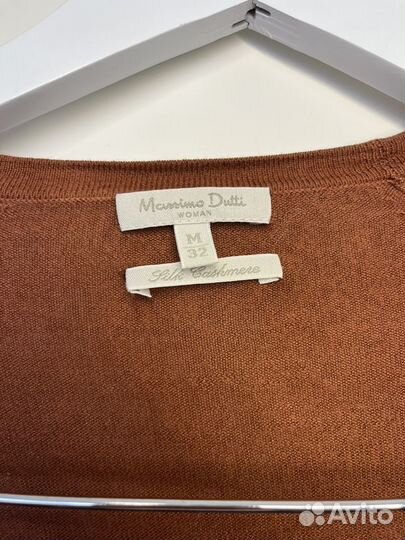 Massimo Dutti
WOMAN
M
32
Silk Cashmere
Avito